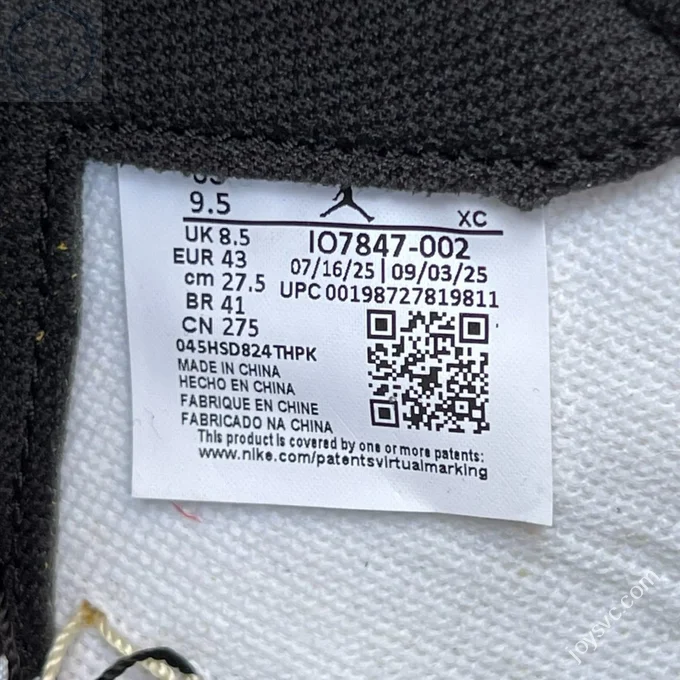 US
9.5
XC
UK 8.5
EUR 43
cm 27.5
BR 41
CN 275
IO7847-002
07/16/25 | 09/03/25
UPC 00198727819811
045HSD824THPK
MADE IN CHINA
HECHO EN CHINA
FABRIQUE EN CHINE
FABRICADO NA CHINA
This product is covered by one or more patents:
www.nike.com/patentsvirtualmarking
joysvc.com